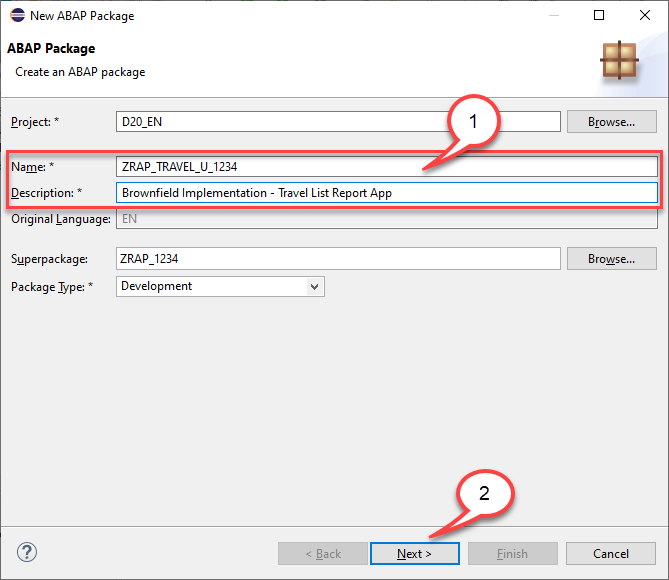 New ABAP Package
ABAP Package
Create an ABAP package
Project: * D20_EN Browse...
1
Name: * ZRAP_TRAVEL_U_1234
Description: * Brownfield Implementation - Travel List Report App
Original Language: EN
Superpackage: ZRAP_1234 Browse...
Package Type: * Development
2
? < Back Next > Finish Cancel